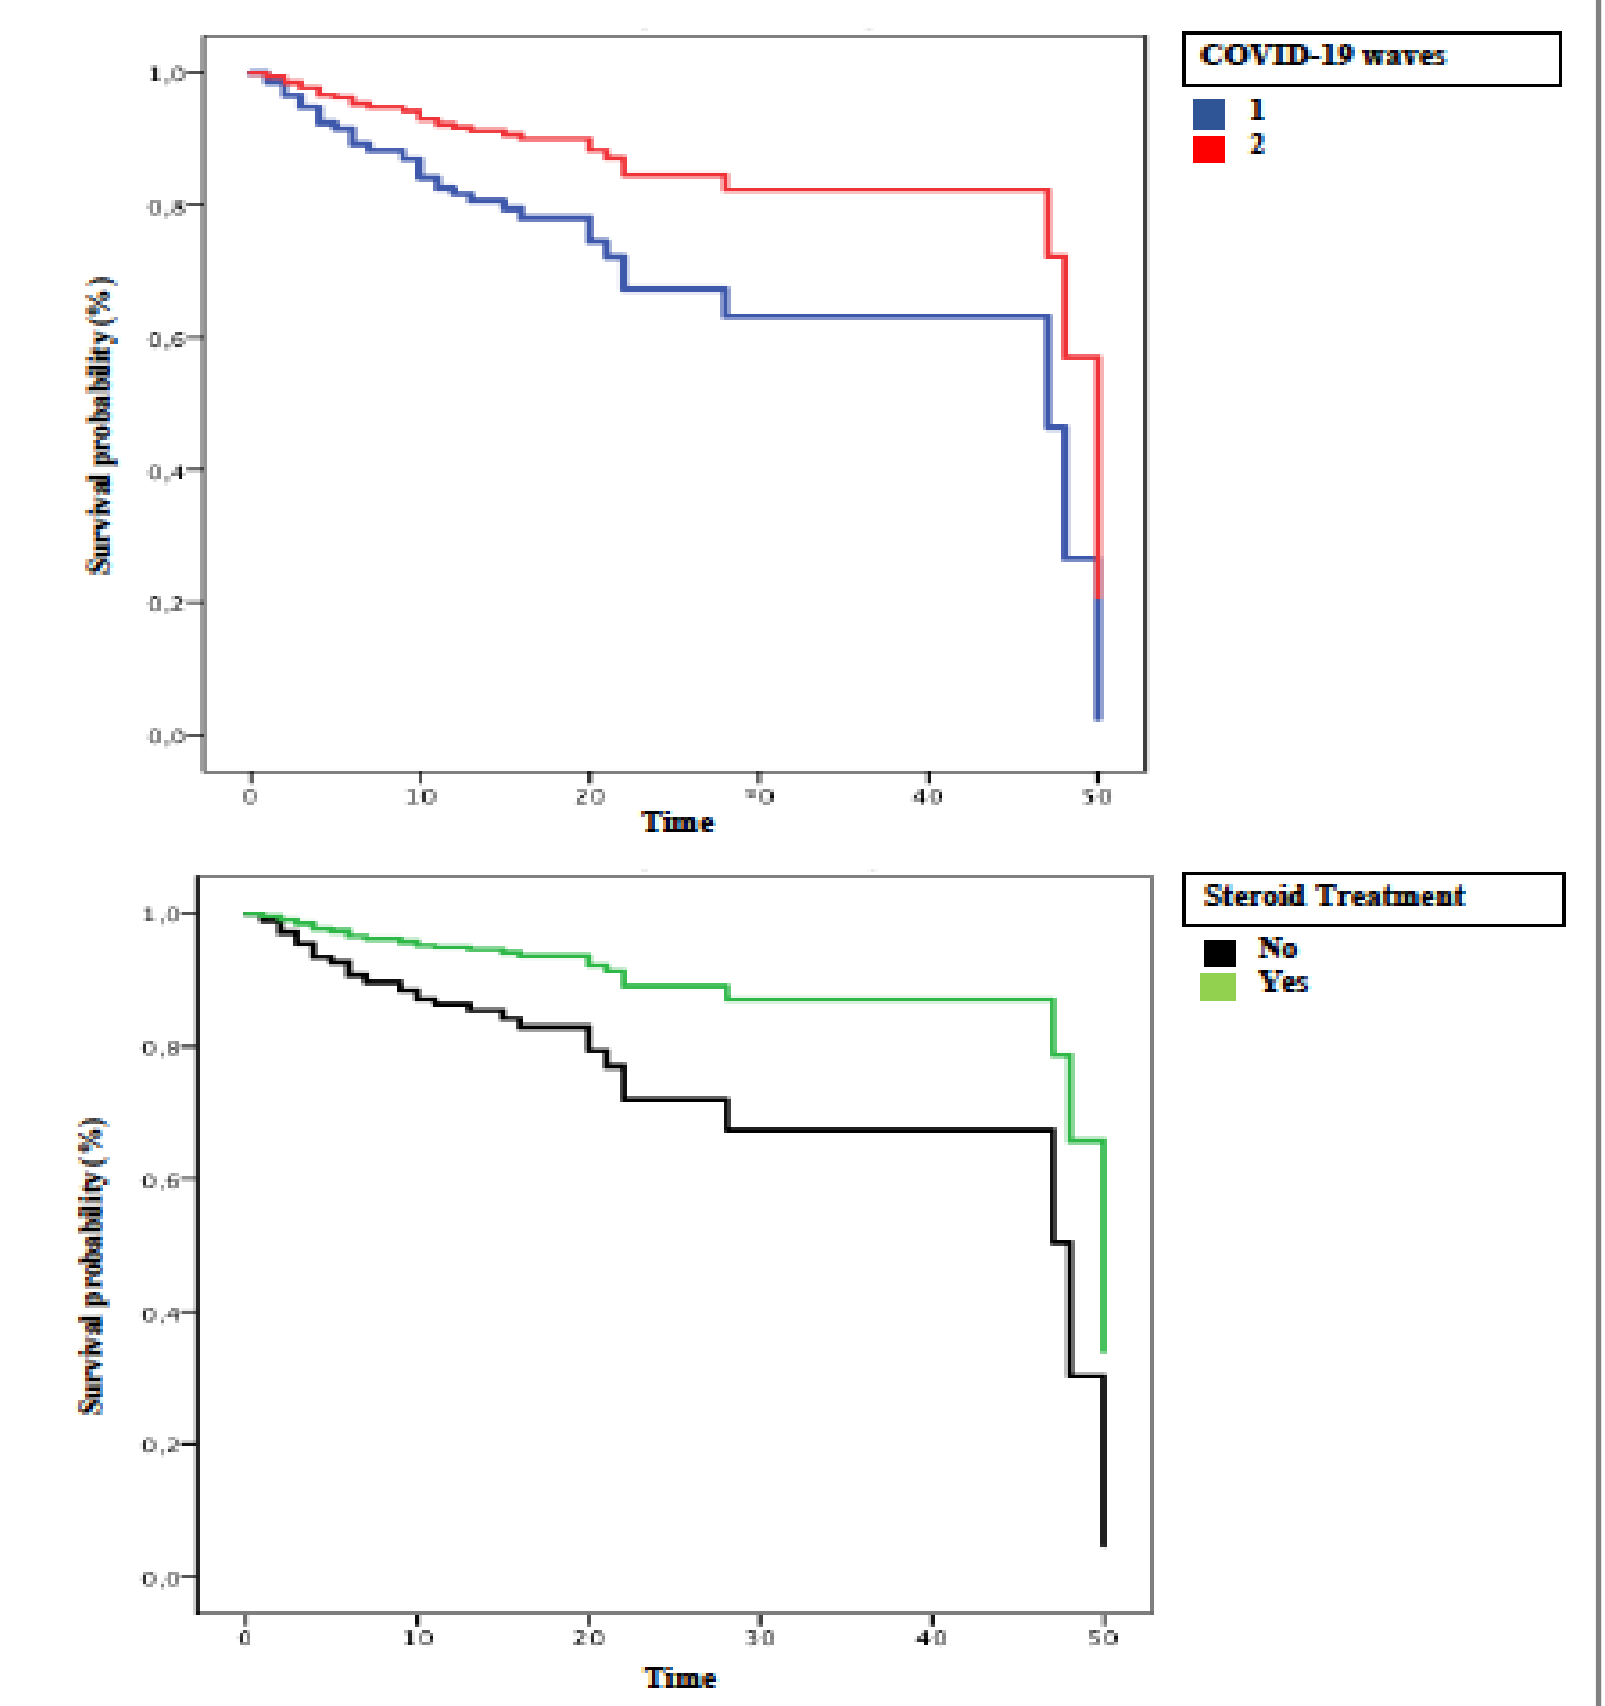 COVID-19 waves
1
2
1,0
0,8
0,6
0,4
0,2
0,0
Survival probability (%)
0 10 20 30 40 50
Time
Steroid Treatment
No
Yes
1,0
0,8
0,6
0,4
0,2
0,0
Survival probability (%)
0 10 20 30 40 50
Time